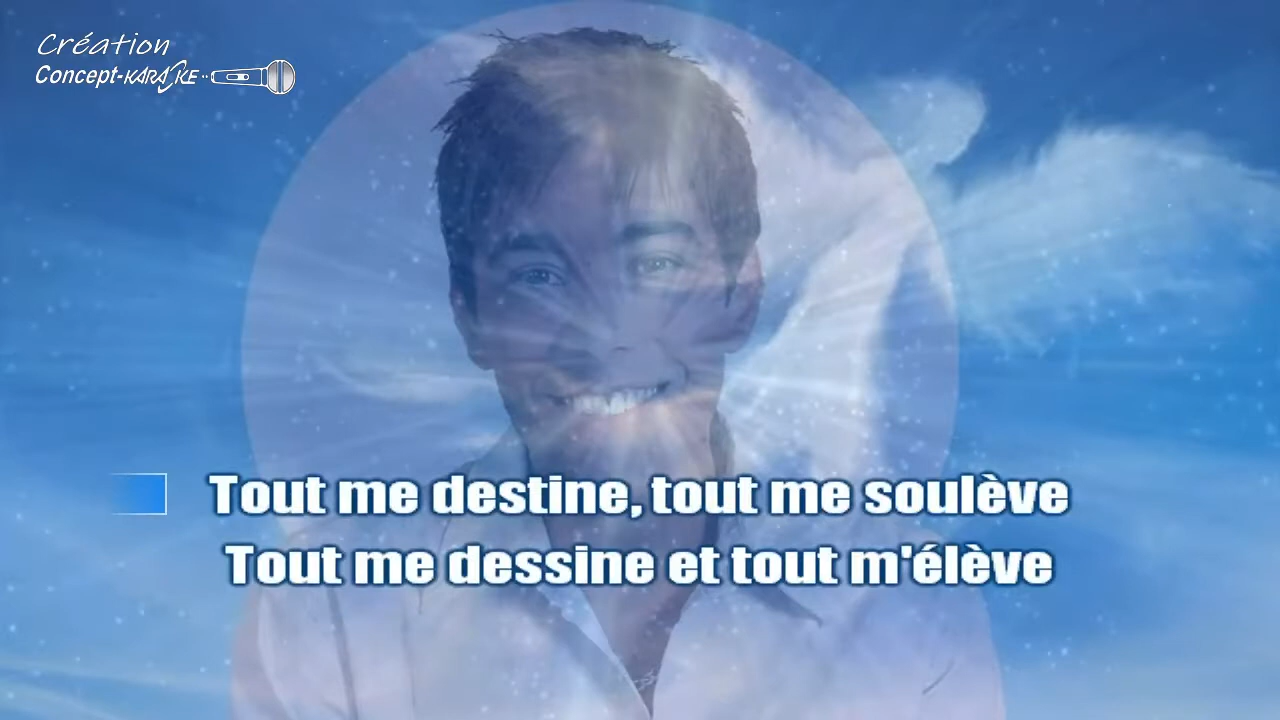 Création
Concept-KARAOKE
Tout me destine, tout me soulève
Tout me dessine et tout m'élève